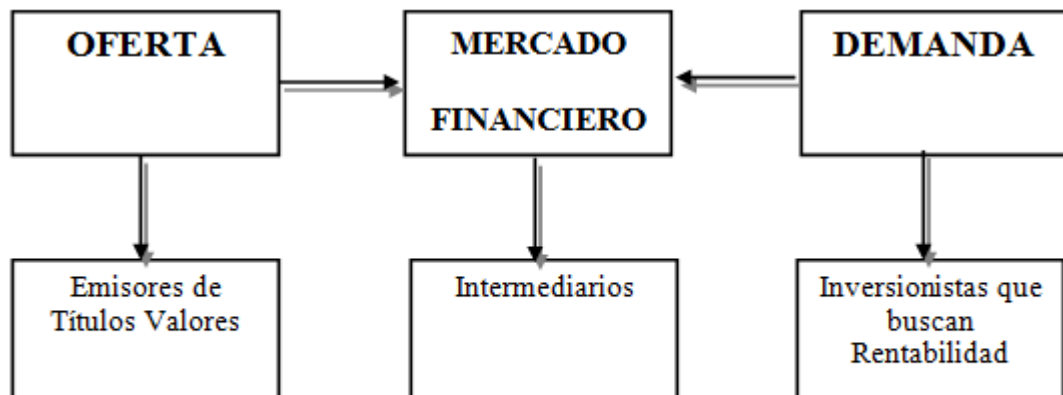 OFERTA
MERCADO
FINANCIERO
DEMANDA
Emisores de
Títulos Valores
Intermediarios
Inversionistas que
buscan
Rentabilidad